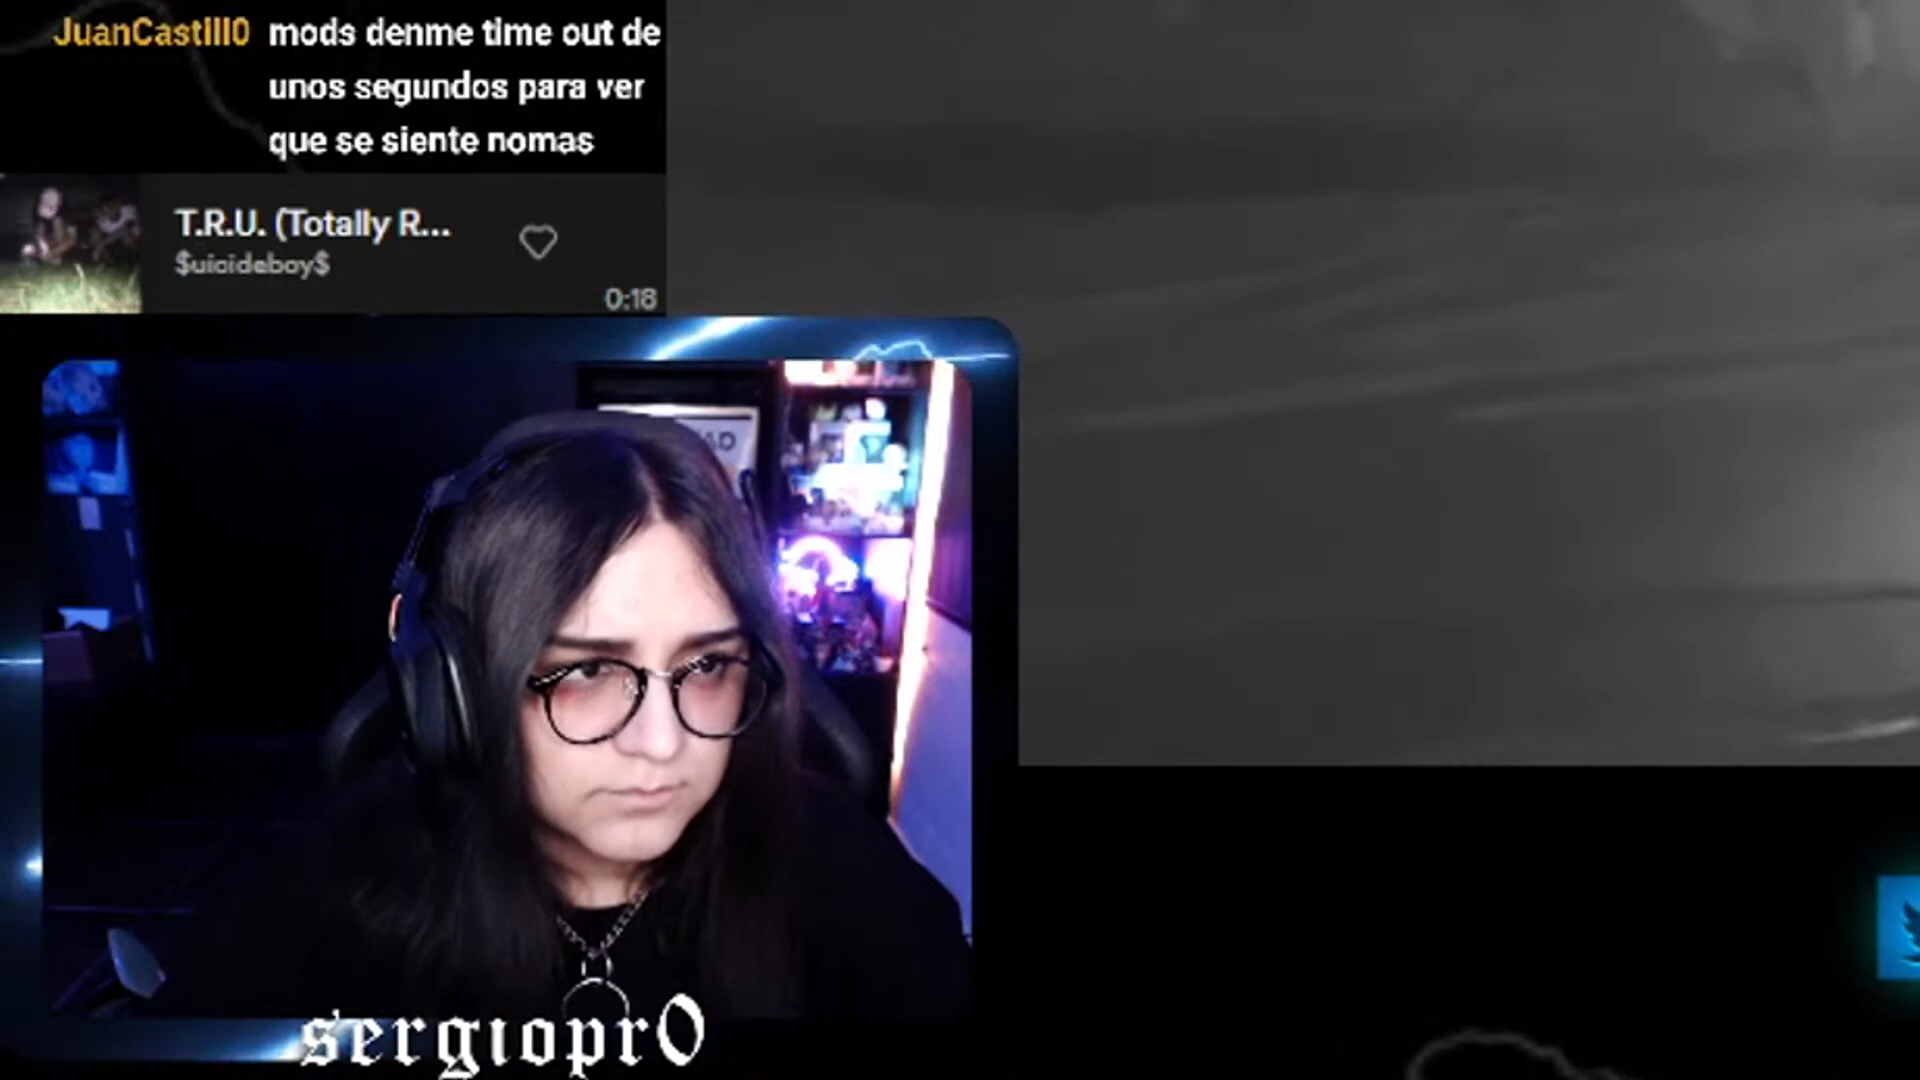 JuanCastill0 mods denme time out de
unos segundos para ver
que se siente nomas
T.R.U. (Totally R...
$uicideboy$
0:18
AD
sergiopr0